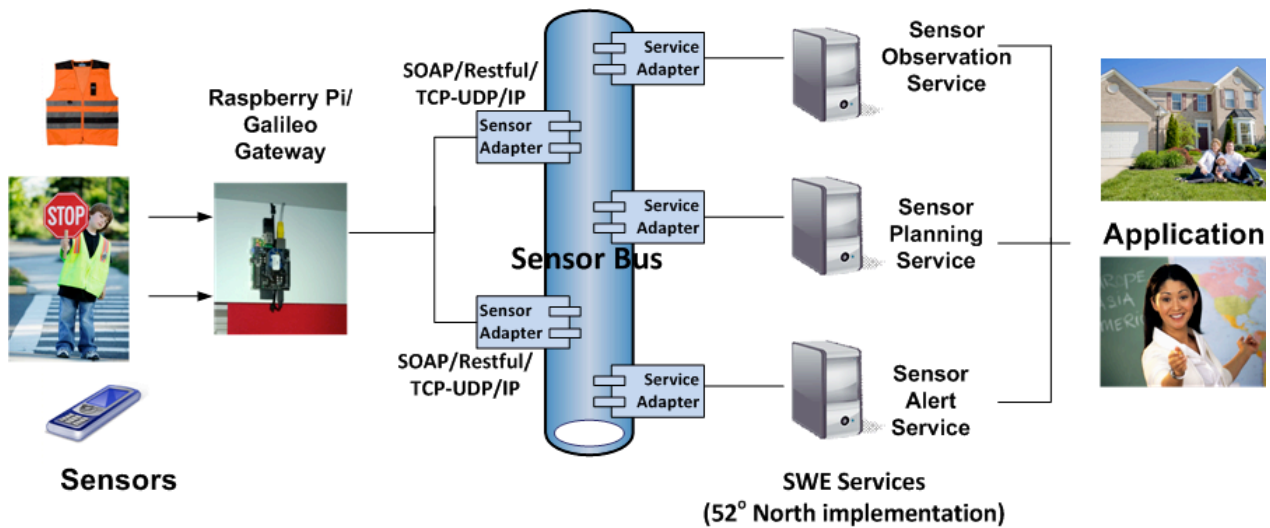 Sensors
STOP
Raspberry Pi/
Galileo
Gateway
SOAP/Restful/
TCP-UDP/IP
Sensor
Adapter
Sensor
Adapter
SOAP/Restful/
TCP-UDP/IP
Sensor Bus
Service
Adapter
Service
Adapter
Service
Adapter
Sensor
Observation
Service
Sensor
Planning
Service
Sensor
Alert
Service
SWE Services
(52° North implementation)
Application
ASIA